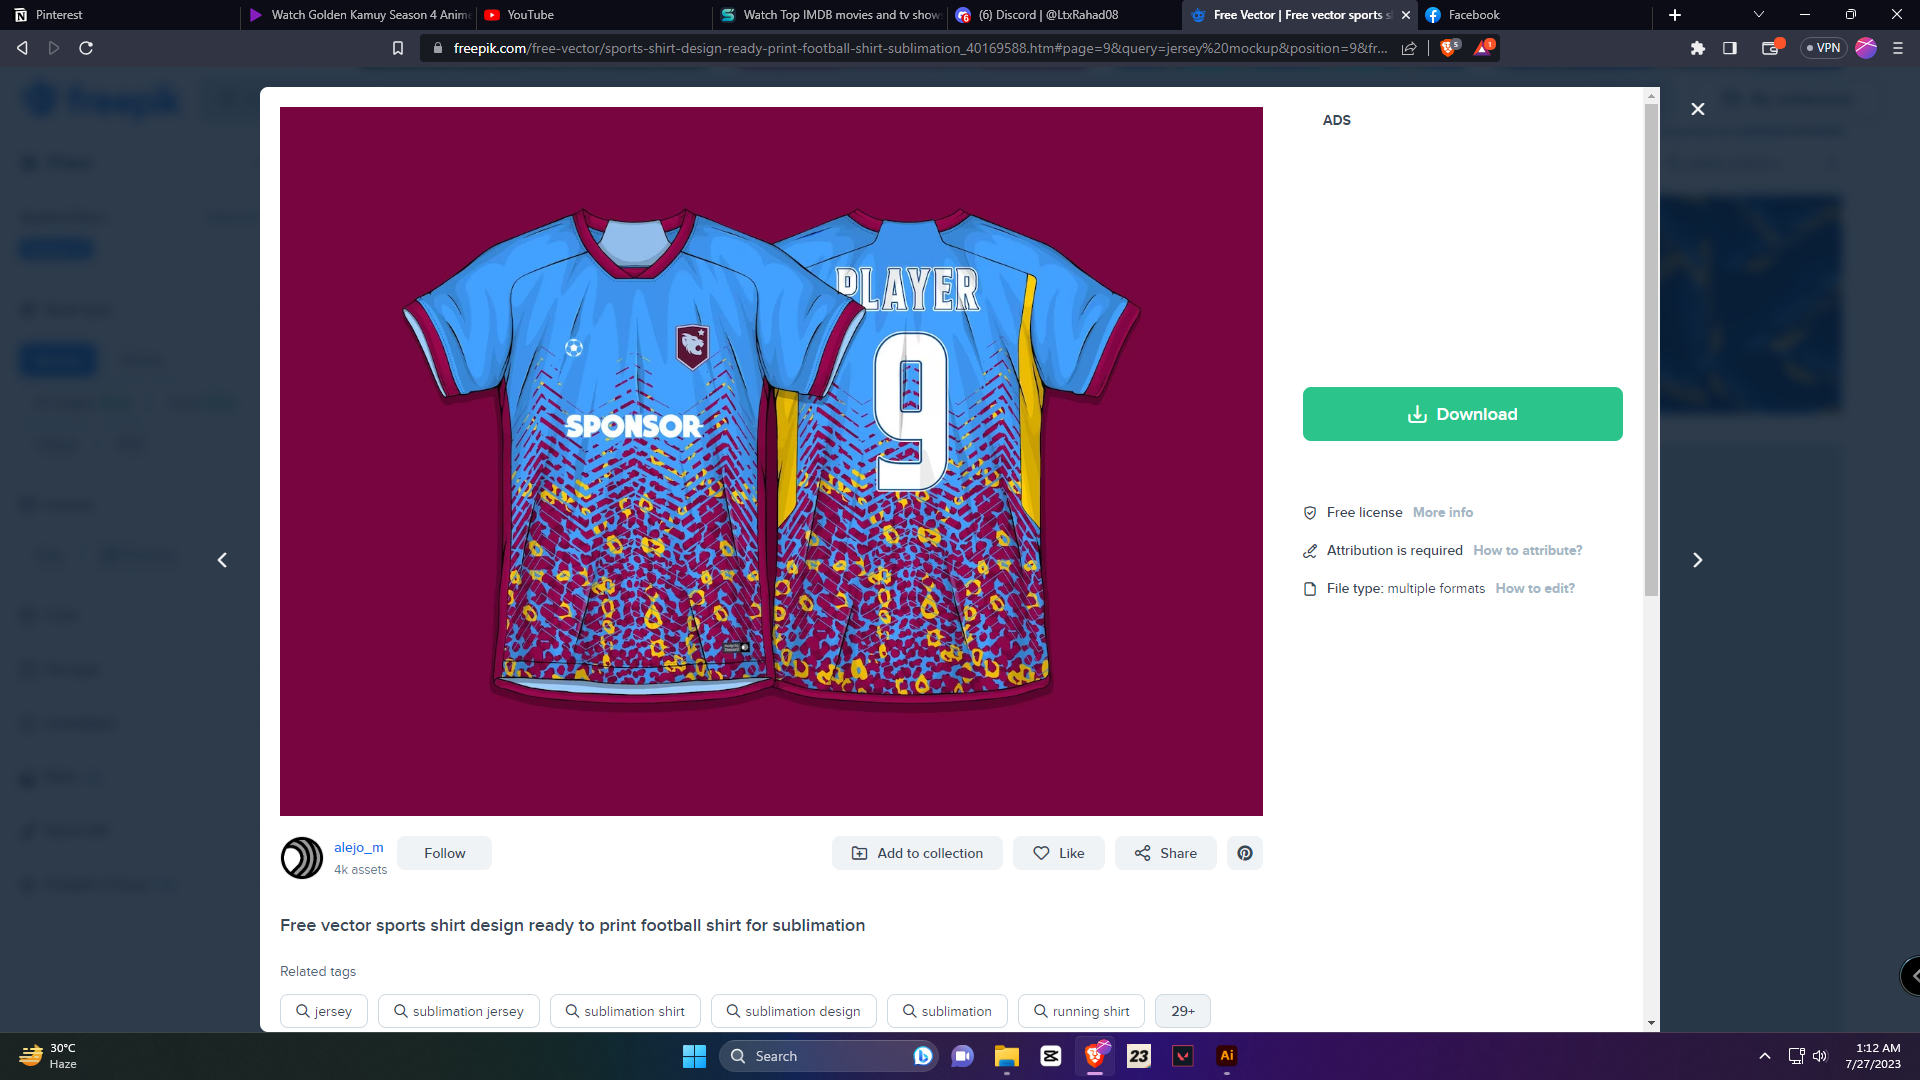 Pinterest
Watch Golden Kamuy Season 4 Anime
YouTube
Watch Top IMDB movies and tv show
(6) Discord | @LtxRahad08
Free Vector | Free vector sports s
Facebook
freepik.com/free-vector/sports-shirt-design-ready-print-football-shirt-sublimation_40169588.htm#page=9&query=jersey%20mockup&position=9&fr...
5
1
VPN
freepik
ADS
PLAYER
9
SPONSOR
Download
Free license More info
Attribution is required How to attribute?
File type: multiple formats How to edit?
alejo_m
4k assets
Follow
Add to collection
Like
Share
Free vector sports shirt design ready to print football shirt for sublimation
Related tags
jersey
sublimation jersey
sublimation shirt
sublimation design
sublimation
running shirt
29+
30°C
Haze
Search
23
Ai
1:12 AM
7/27/2023